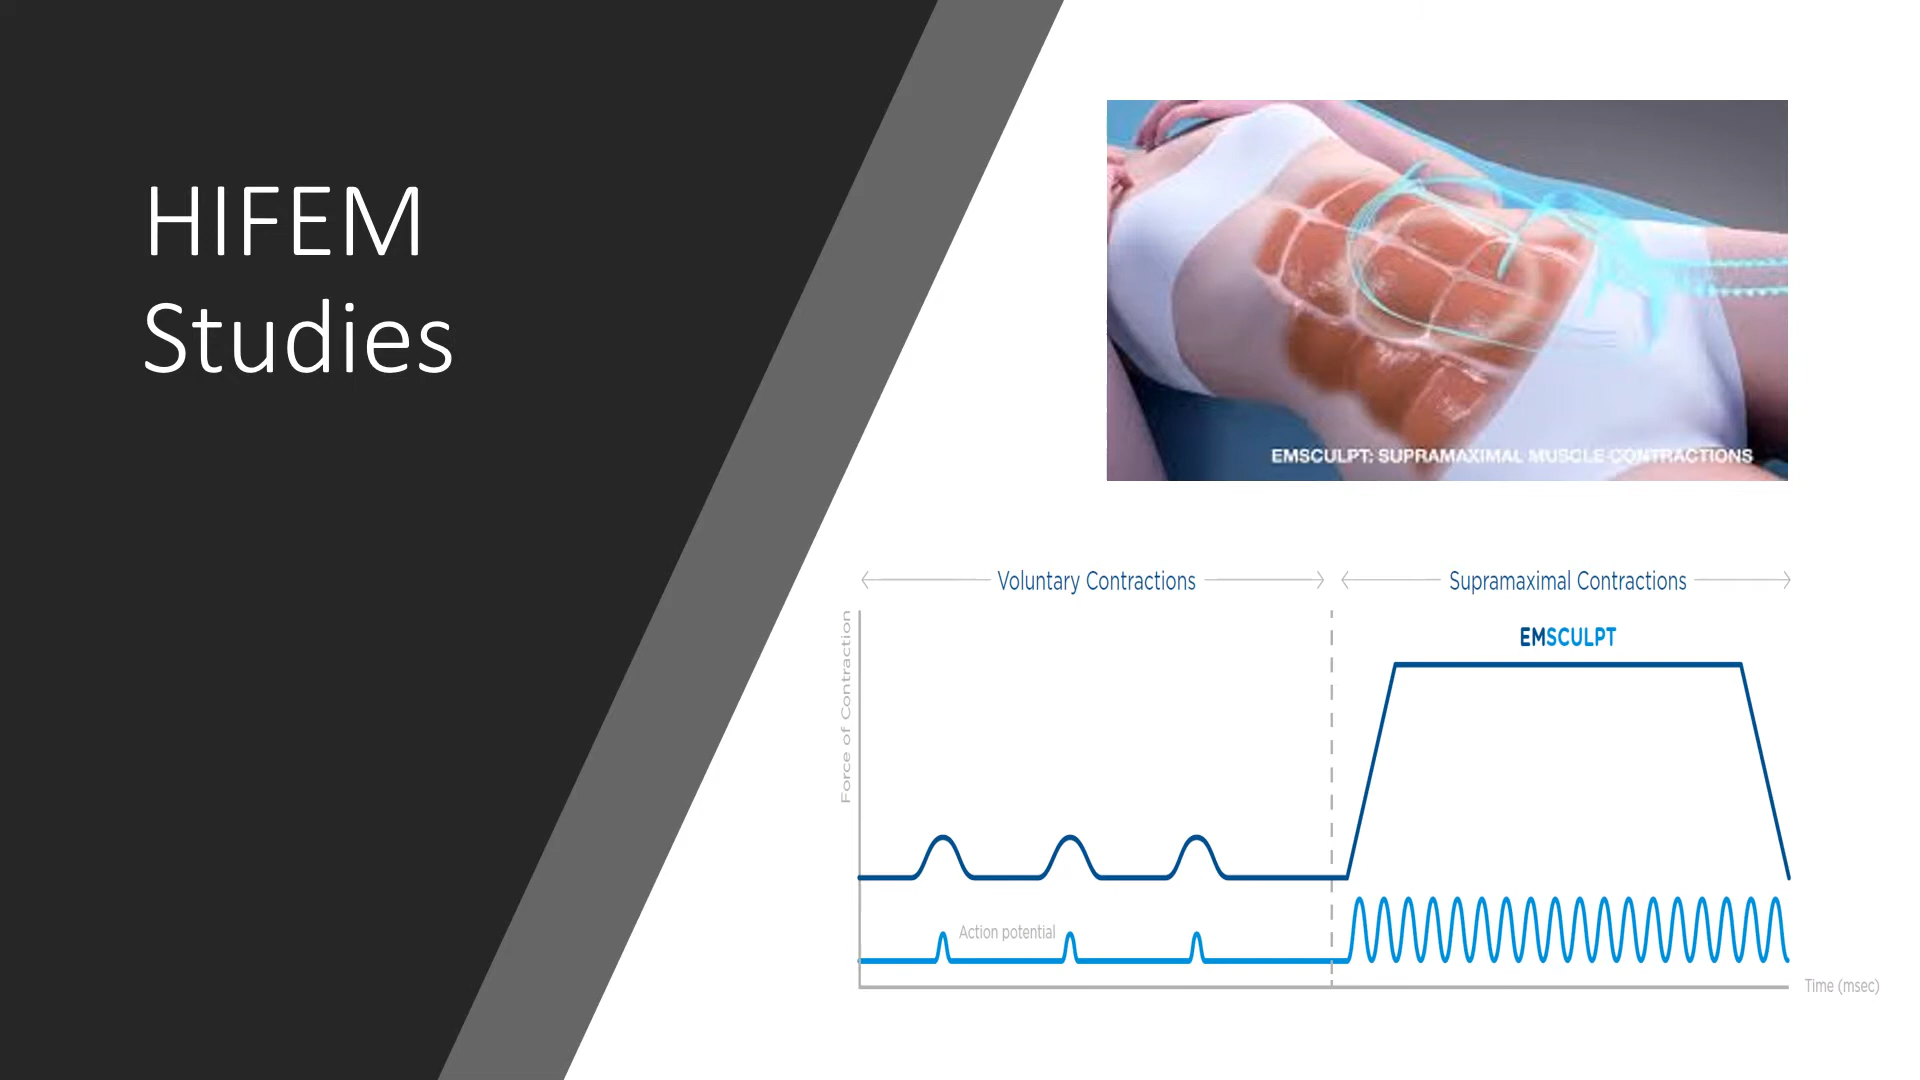 HIFEM
Studies
EMSCULPT: SUPRAMAXIMAL MUSCLE CONTRACTIONS
Voluntary Contractions
Supramaximal Contractions
EMSCULPT
Force of Contraction
Action potential
Time (msec)